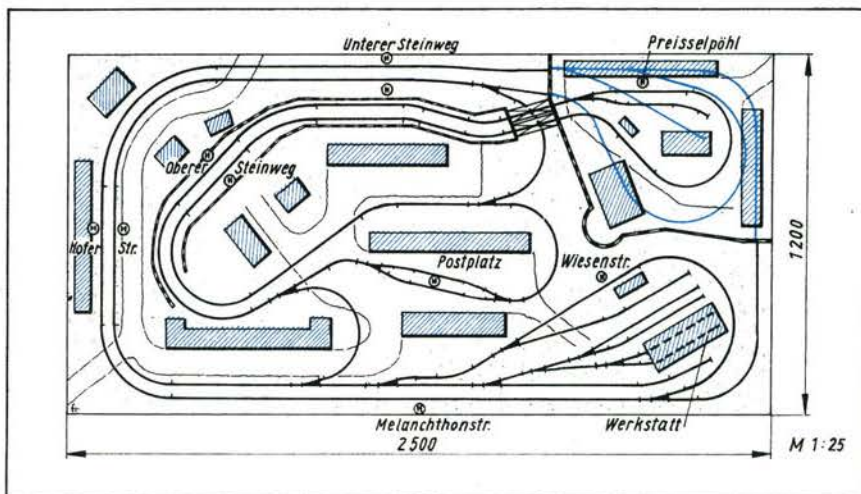 Unterer Steinweg
Preisselpöhl
H
H
H
Oberer
H
Steinweg
H
Hofer
H
H
Str.
Postplatz
H
Wiesenstr.
H
1200
H
Melanchthonstr.
Werkstatt
2500
M 1:25